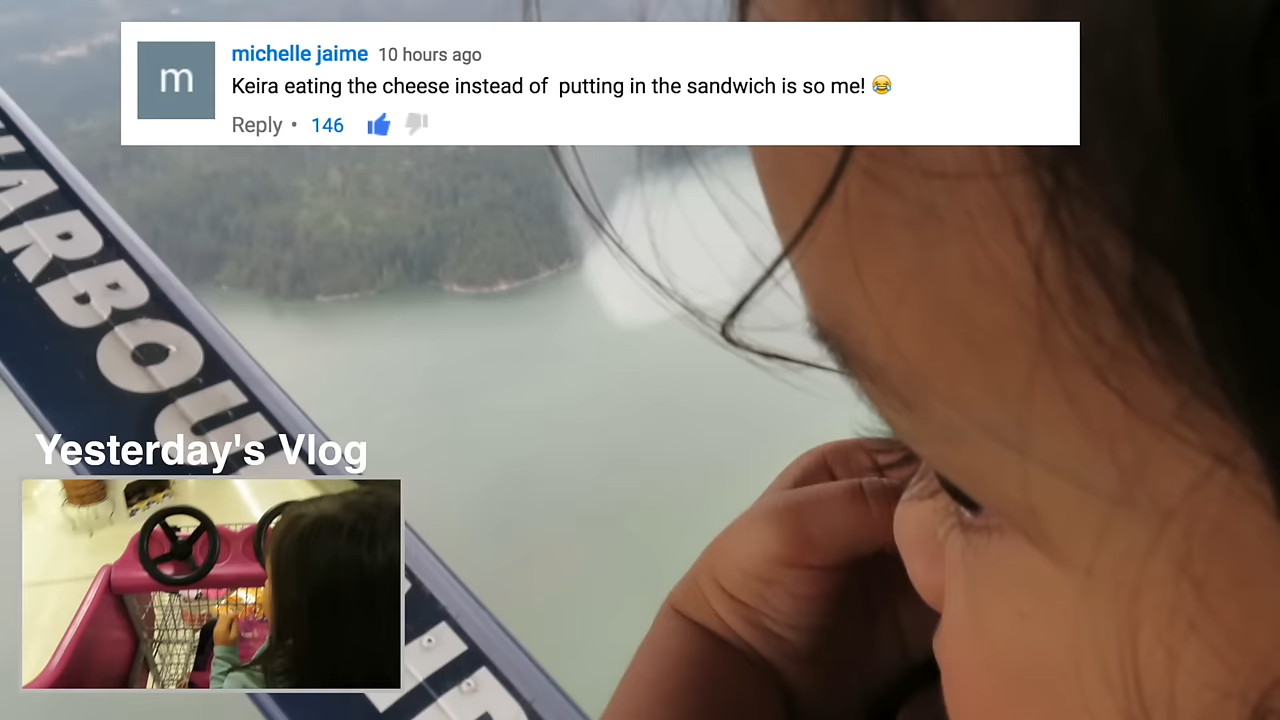 m
michelle jaime 10 hours ago
Keira eating the cheese instead of putting in the sandwich is so me! 😂
Reply • 146
HARBOU
Yesterday's Vlog